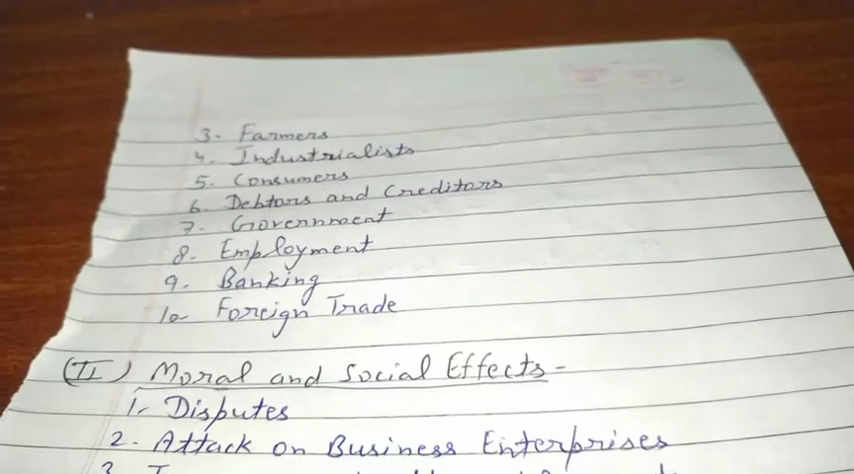 3. Farmers
4. Industrialists
5. Consumers
6. Debtors and Creditors
7. Government
8. Employment
9. Banking
10. Foreign Trade
(II) Moral and Social Effects-
1. Disputes
2. Attack on Business Enterprises
3.